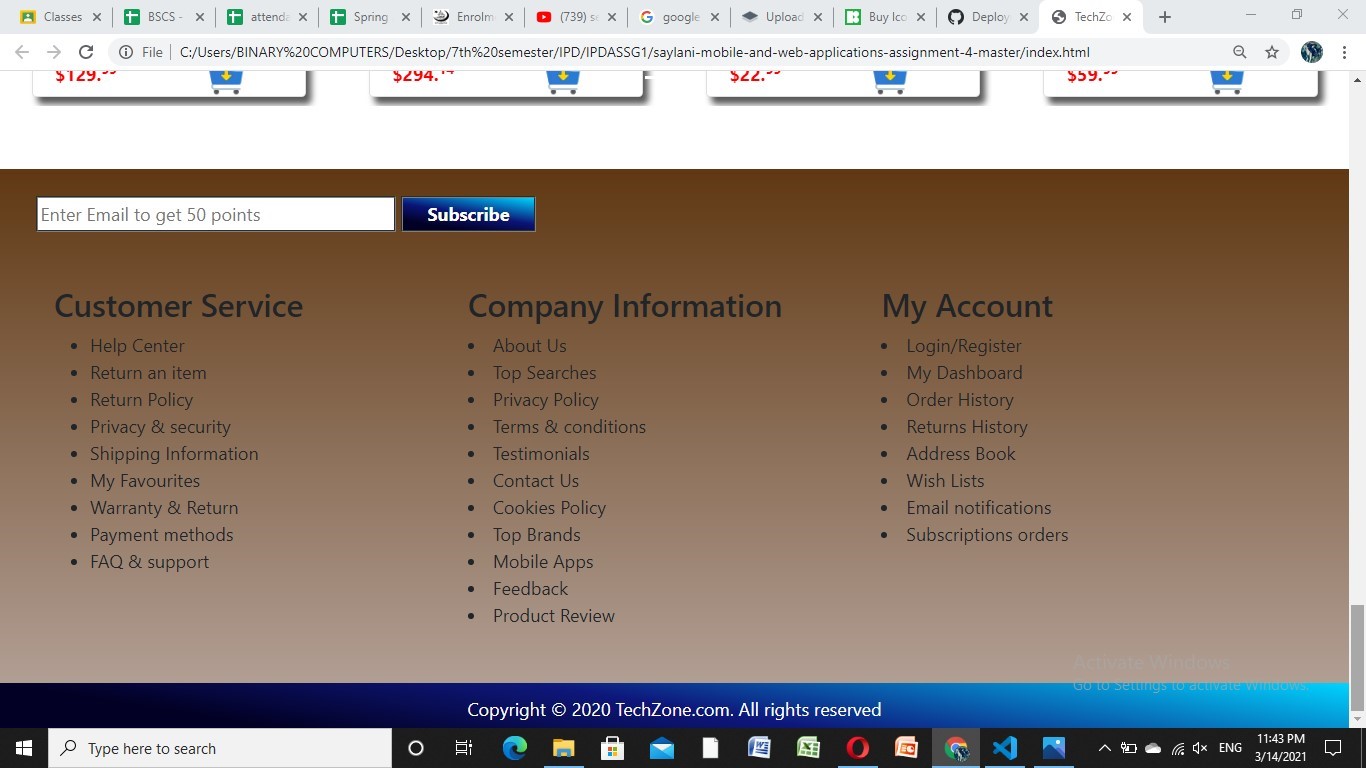 Classes
BSCS -
attenda
Spring
Enrolm
(739) s
google
Upload
Buy Ico
Deploy
TechZo
File
C:/Users/BINARY%20COMPUTERS/Desktop/7th%20semester/IPD/IPDASSG1/saylani-mobile-and-web-applications-assignment-4-master/index.html
$129.99 $294.14 $22.99 $59.99
Enter Email to get 50 points
Subscribe
Customer Service
Help Center
Return an item
Return Policy
Privacy & security
Shipping Information
My Favourites
Warranty & Return
Payment methods
FAQ & support
Company Information
About Us
Top Searches
Privacy Policy
Terms & conditions
Testimonials
Contact Us
Cookies Policy
Top Brands
Mobile Apps
Feedback
Product Review
My Account
Login/Register
My Dashboard
Order History
Returns History
Address Book
Wish Lists
Email notifications
Subscriptions orders
Activate Windows
Go to Settings to activate Windows.
Copyright © 2020 TechZone.com. All rights reserved
Type here to search
ENG
11:43 PM
3/14/2021